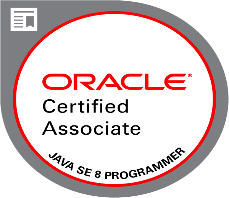 ORACLE®
Certified
Associate
JAVA SE 8 PROGRAMMER